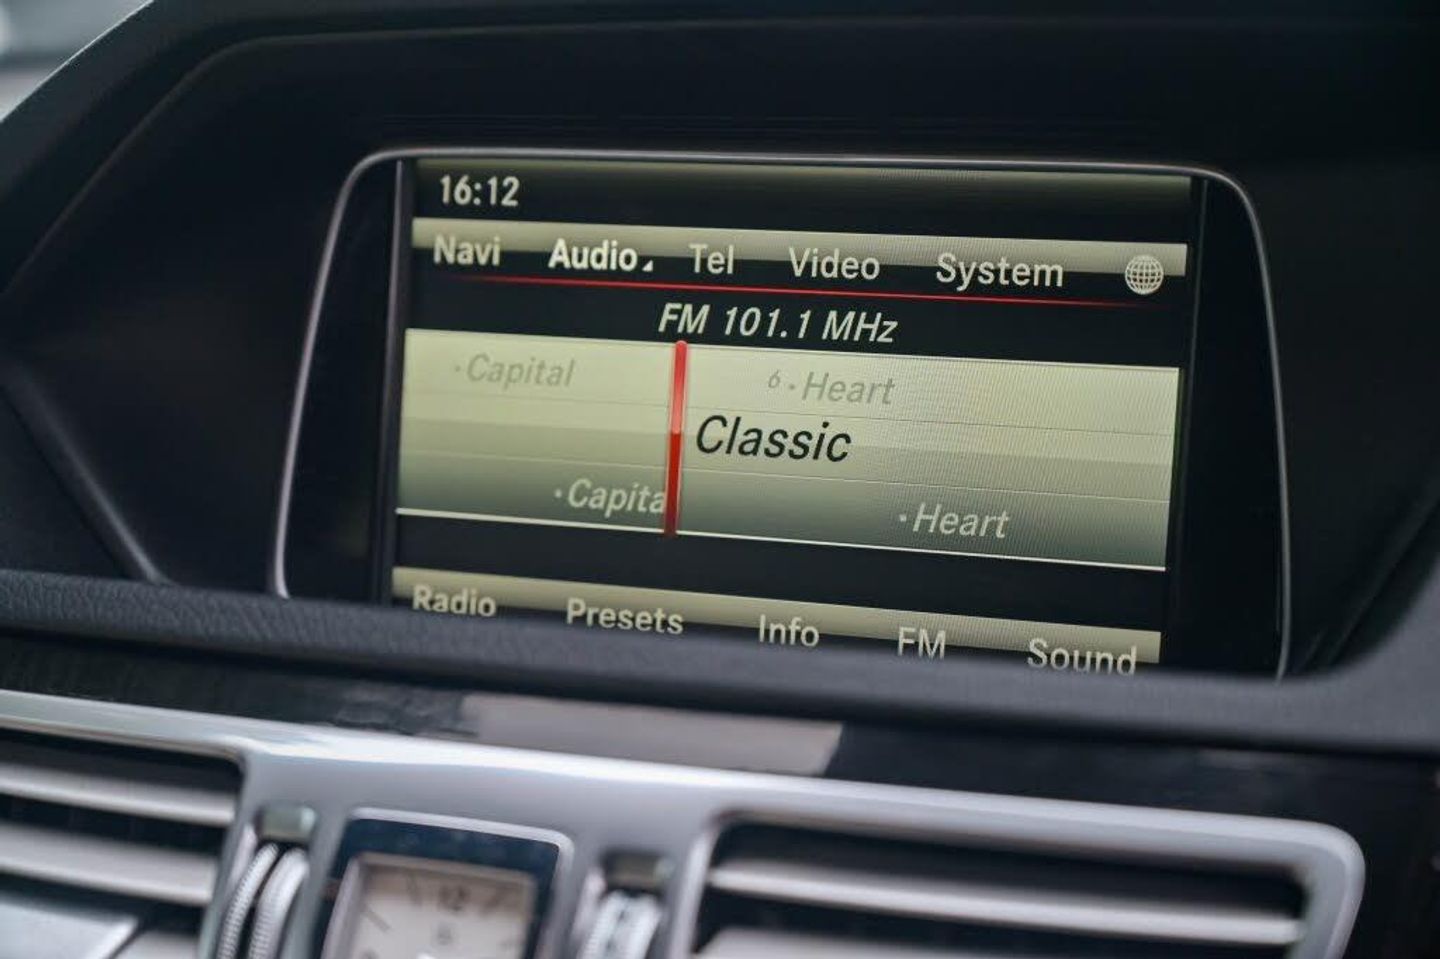 16:12
Navi Audio Tel Video System
FM 101.1 MHz
·Capital 6·Heart
Classic
·Capita ·Heart
Radio Presets Info FM Sound
12